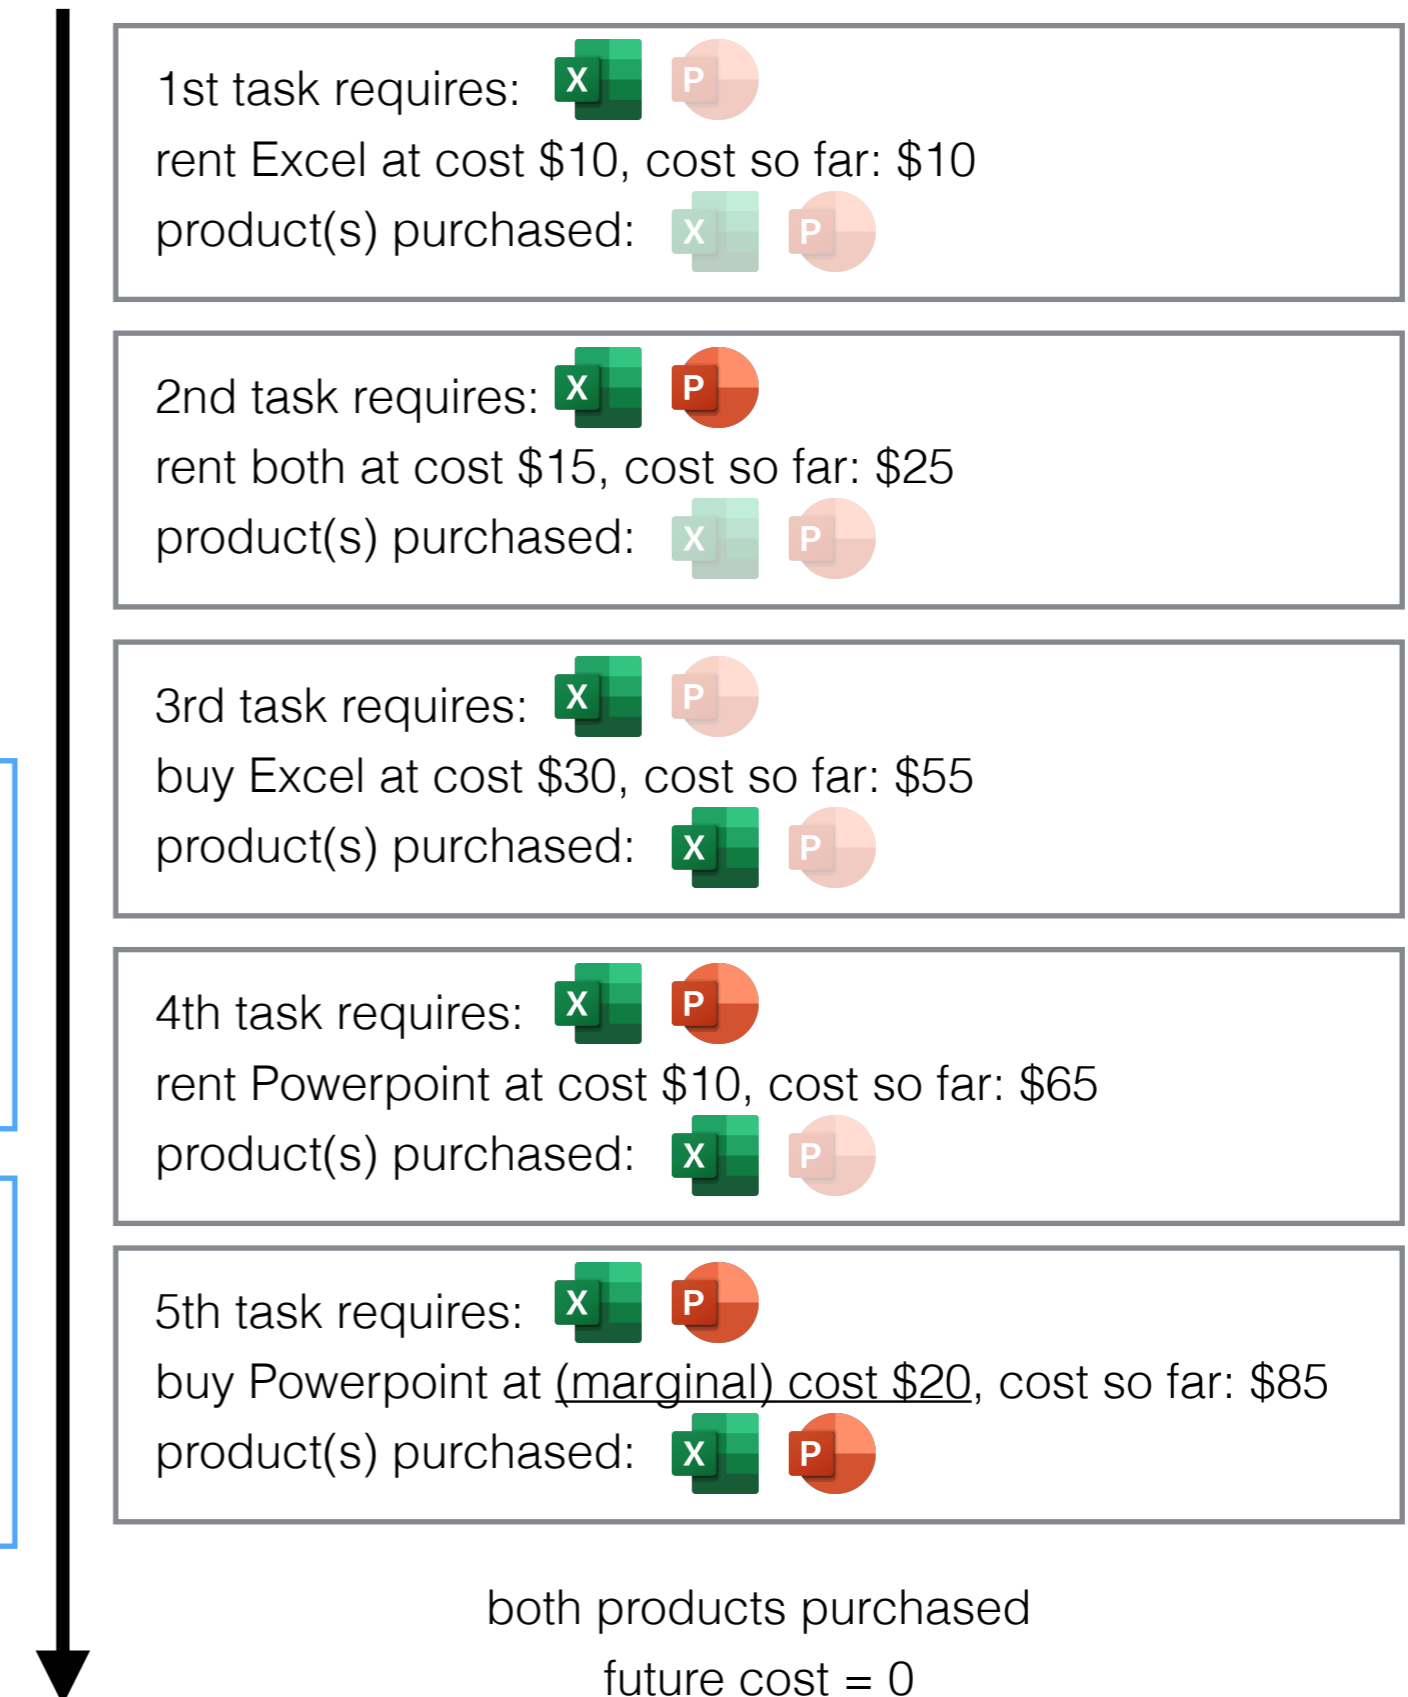 1st task requires: X P
rent Excel at cost $10, cost so far: $10
product(s) purchased: X P
2nd task requires: X P
rent both at cost $15, cost so far: $25
product(s) purchased: X P
3rd task requires: X P
buy Excel at cost $30, cost so far: $55
product(s) purchased: X P
4th task requires: X P
rent Powerpoint at cost $10, cost so far: $65
product(s) purchased: X P
5th task requires: X P
buy Powerpoint at (marginal) cost $20, cost so far: $85
product(s) purchased: X P
both products purchased
future cost = 0